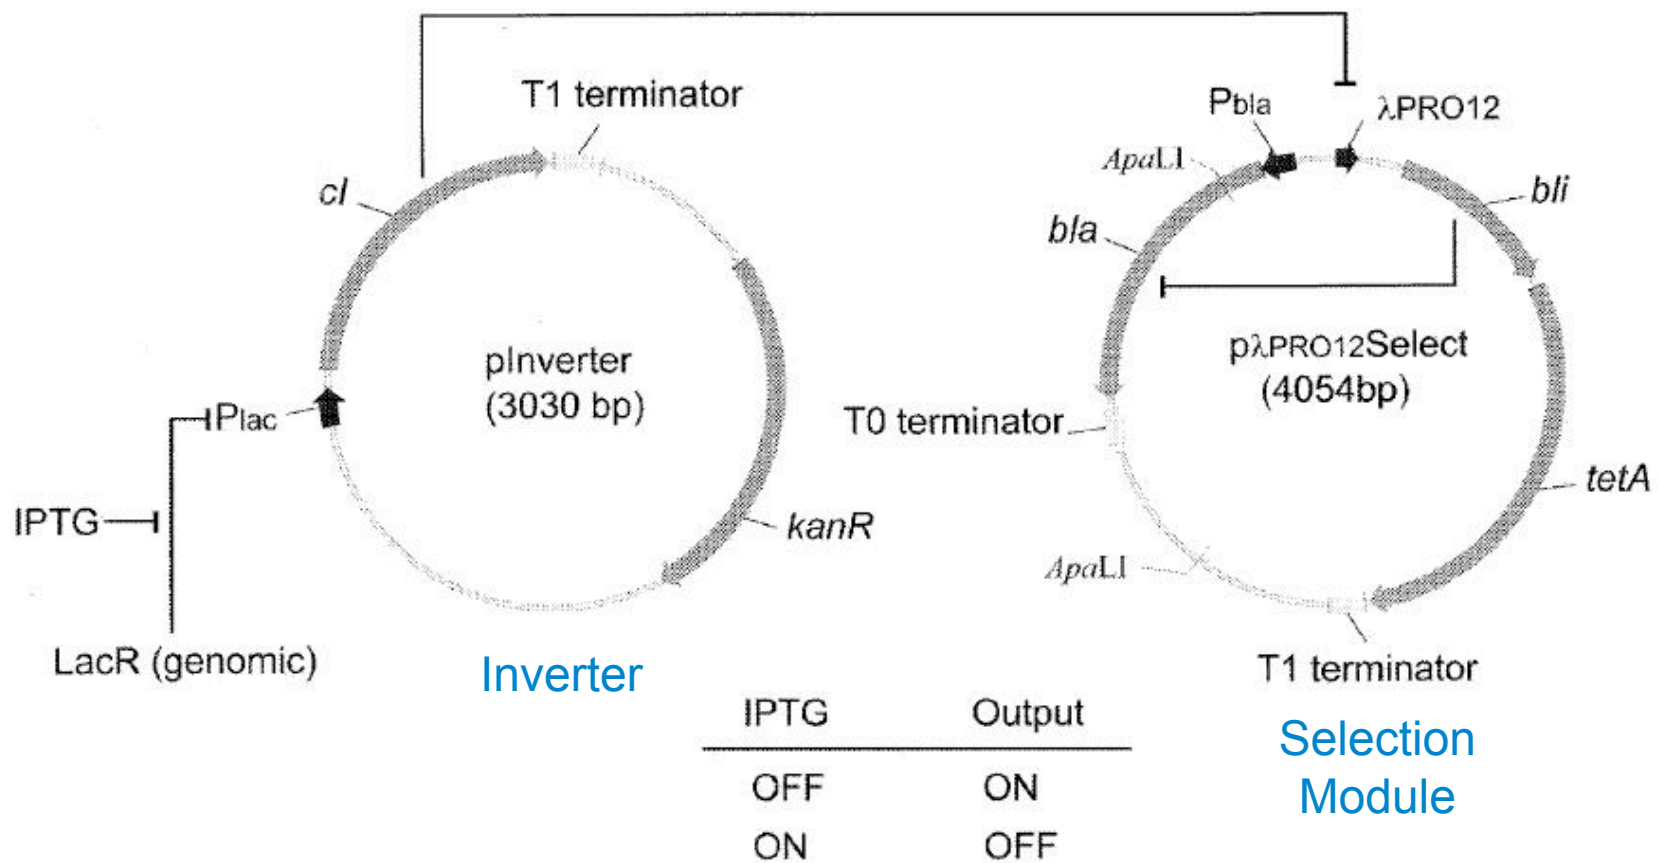 T1 terminator
cI
pInverter
(3030 bp)
Plac
IPTG
kanR
LacR (genomic)
Inverter
Pbla
λPRO12
ApaLI
bli
bla
pλPRO12Select
(4054bp)
T0 terminator
tetA
ApaLI
T1 terminator
Selection
Module
IPTG Output
OFF ON
ON OFF